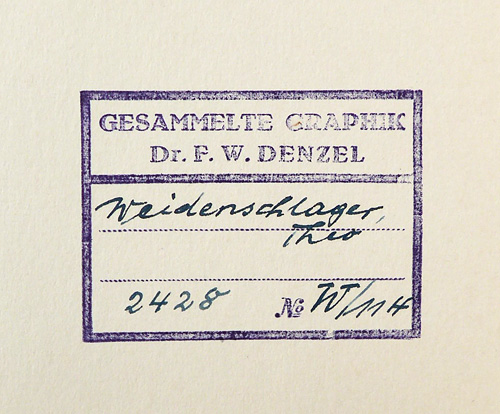 GESAMMELTE GRAPHIK
Dr. F. W. DENZEL
Weidenschlager,
Theo
2428 № W/114